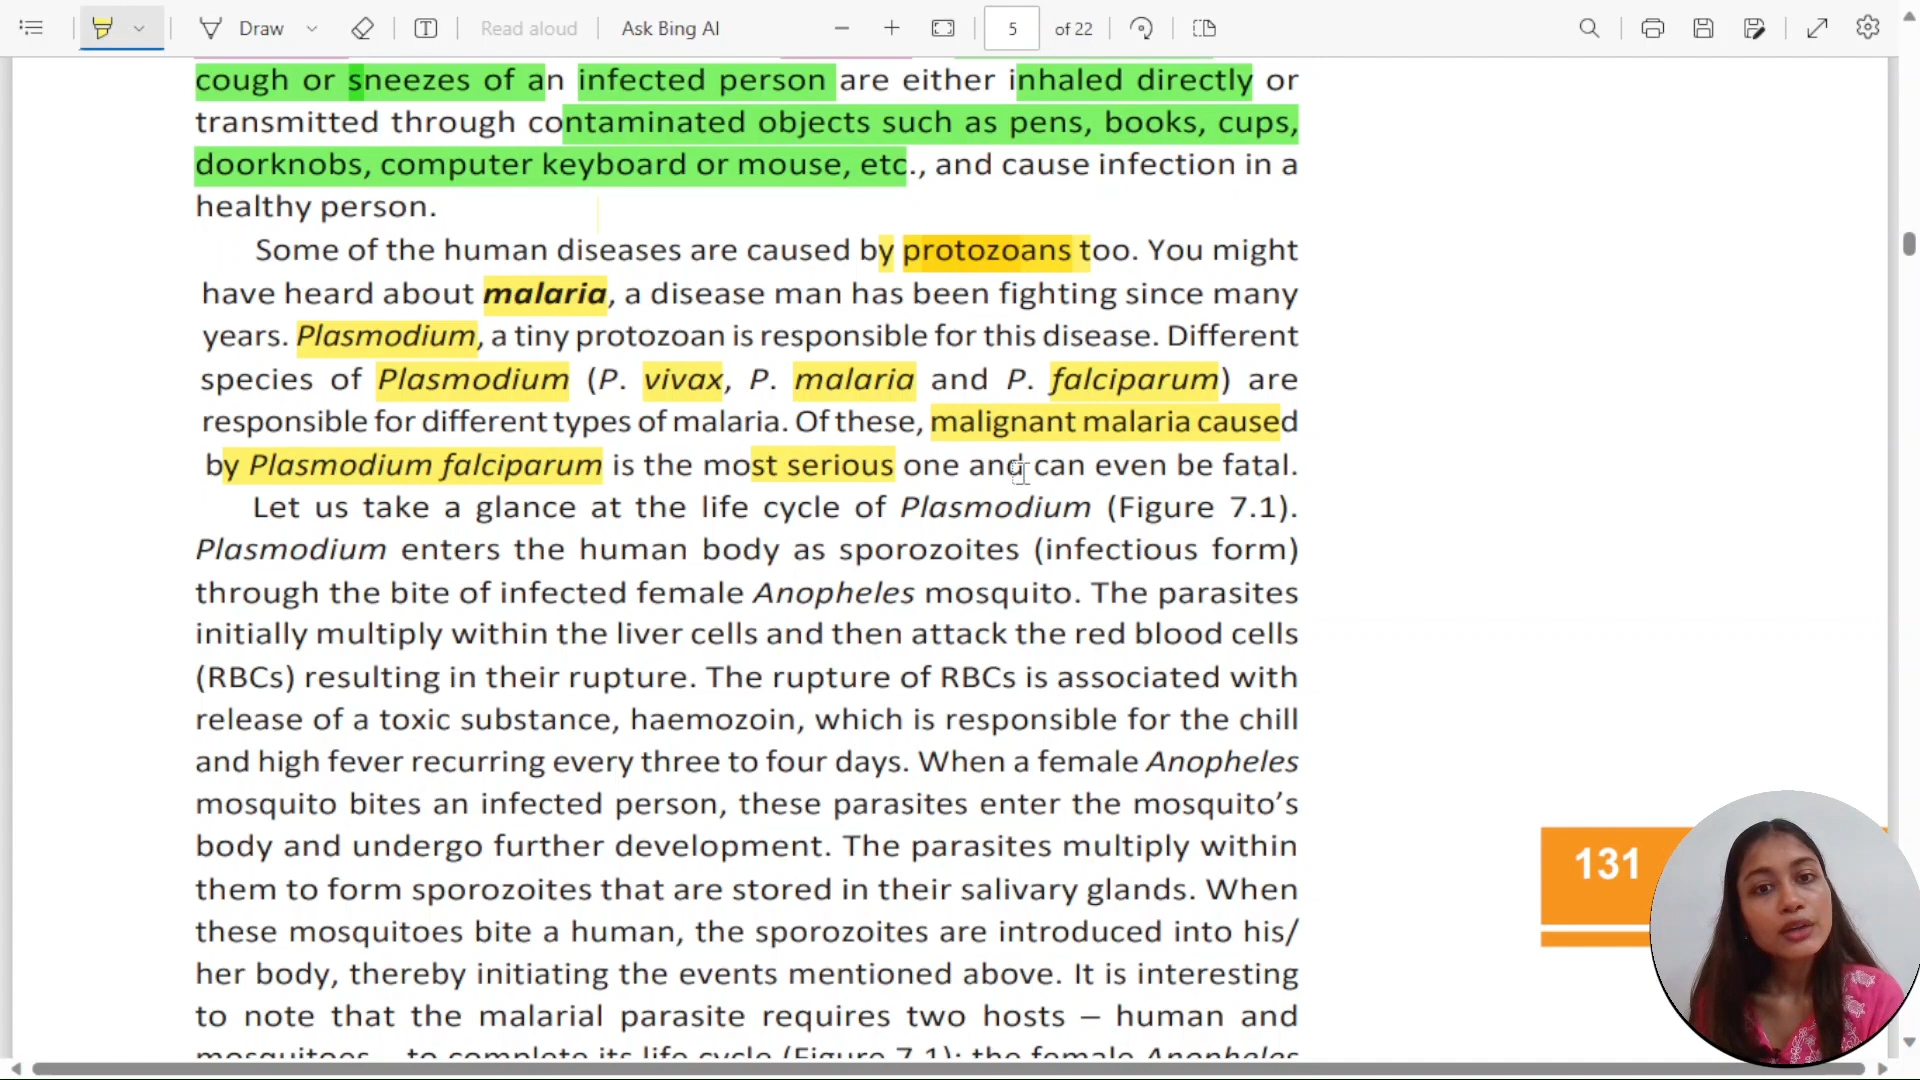 Draw
Read aloud
Ask Bing AI
5
of 22
cough or sneezes of an infected person are either inhaled directly or
transmitted through contaminated objects such as pens, books, cups,
doorknobs, computer keyboard or mouse, etc., and cause infection in a
healthy person.
Some of the human diseases are caused by protozoans too. You might
have heard about malaria, a disease man has been fighting since many
years. Plasmodium, a tiny protozoan is responsible for this disease. Different
species of Plasmodium (P. vivax, P. malaria and P. falciparum) are
responsible for different types of malaria. Of these, malignant malaria caused
by Plasmodium falciparum is the most serious one and can even be fatal.
Let us take a glance at the life cycle of Plasmodium (Figure 7.1).
Plasmodium enters the human body as sporozoites (infectious form)
through the bite of infected female Anopheles mosquito. The parasites
initially multiply within the liver cells and then attack the red blood cells
(RBCs) resulting in their rupture. The rupture of RBCs is associated with
release of a toxic substance, haemozoin, which is responsible for the chill
and high fever recurring every three to four days. When a female Anopheles
mosquito bites an infected person, these parasites enter the mosquito’s
body and undergo further development. The parasites multiply within
them to form sporozoites that are stored in their salivary glands. When
these mosquitoes bite a human, the sporozoites are introduced into his/
her body, thereby initiating the events mentioned above. It is interesting
to note that the malarial parasite requires two hosts – human and
mosquitoes – to complete its life cycle (Figure 7.1); the female Anopheles
131